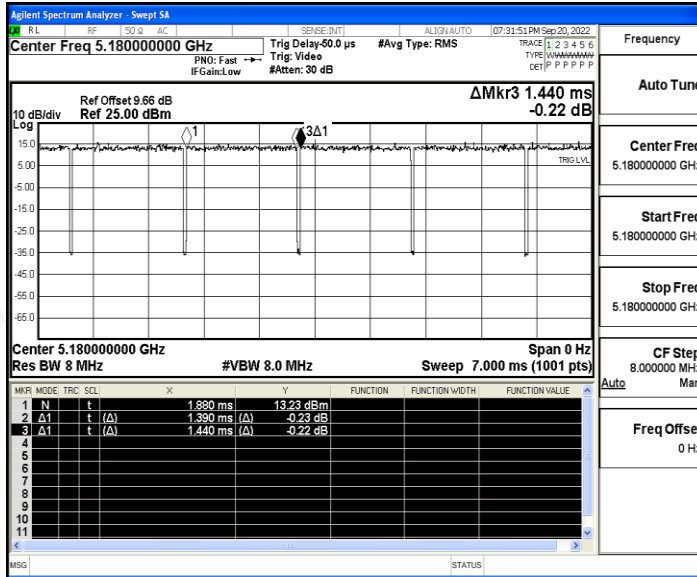 Agilent Spectrum Analyzer - Swept SA
LXI RL RF 50 Ω AC SENSE:INT ALIGN AUTO 07:31:51 PM Sep 20, 2022
Center Freq 5.180000000 GHz Trig Delay-50.0 µs #Avg Type: RMS TRACE 1 2 3 4 5 6
PNO: Fast Trig: Video TYPE WWWWWW
IFGain:Low #Atten: 30 dB DET P P P P P P
ΔMkr3 1.440 ms
-0.22 dB
Ref Offset 9.66 dB
10 dB/div Ref 25.00 dBm
Log
1 3Δ1
15.0
TRIG LVL
5.00
-5.00
-15.0
-25.0
-35.0
-45.0
-55.0
-65.0
Center 5.180000000 GHz Span 0 Hz
Res BW 8 MHz #VBW 8.0 MHz Sweep 7.000 ms (1001 pts)
MKR MODE TRC SCL X Y FUNCTION FUNCTION WIDTH FUNCTION VALUE
1 N t 1.880 ms 13.23 dBm
2 Δ1 t (Δ) 1.390 ms (Δ) -0.23 dB
3 Δ1 t (Δ) 1.440 ms (Δ) -0.22 dB
4
5
6
7
8
9
10
11
MSG STATUS
Frequency
Auto Tune
Center Freq
5.180000000 GHz
Start Freq
5.180000000 GHz
Stop Freq
5.180000000 GHz
CF Step
8.000000 MHz
Auto Man
Freq Offset
0 Hz